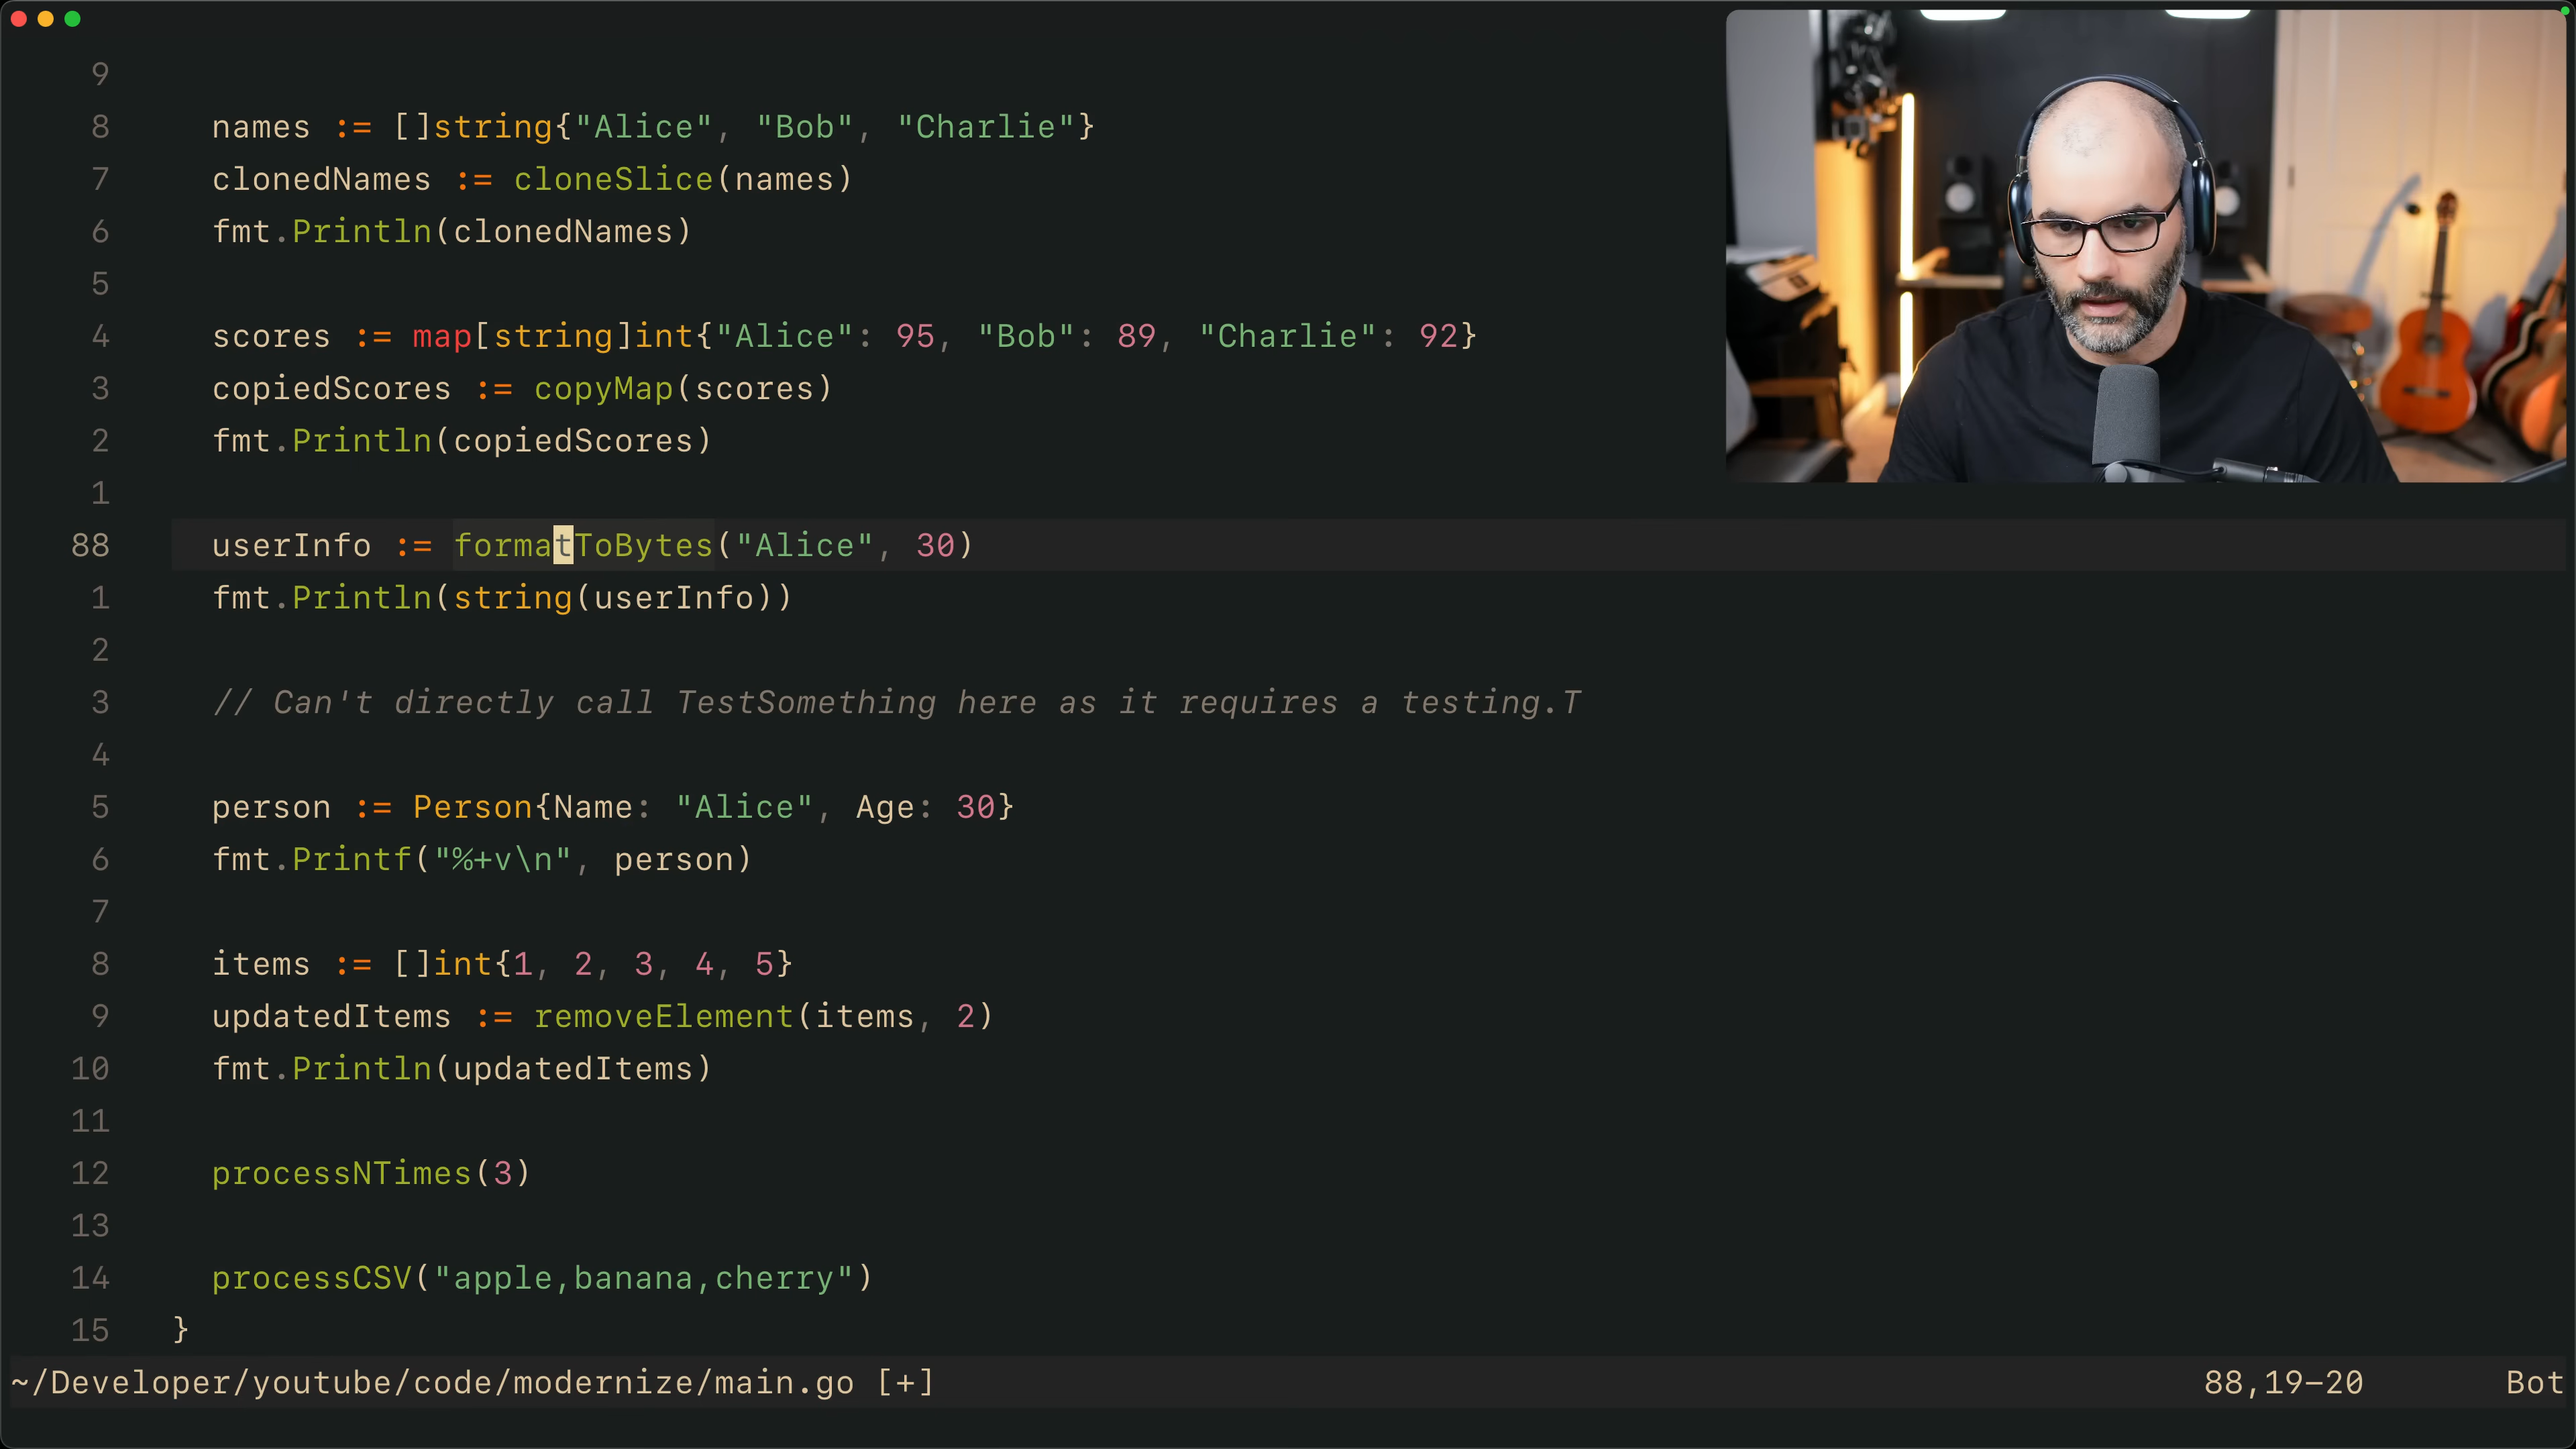 9
8 names := []string{"Alice", "Bob", "Charlie"}
7 clonedNames := cloneSlice(names)
6 fmt.Println(clonedNames)
5
4 scores := map[string]int{"Alice": 95, "Bob": 89, "Charlie": 92}
3 copiedScores := copyMap(scores)
2 fmt.Println(copiedScores)
1
88 userInfo := formatToBytes("Alice", 30)
1 fmt.Println(string(userInfo))
2
3 // Can't directly call TestSomething here as it requires a testing.T
4
5 person := Person{Name: "Alice", Age: 30}
6 fmt.Printf("%+v\n", person)
7
8 items := []int{1, 2, 3, 4, 5}
9 updatedItems := removeElement(items, 2)
10 fmt.Println(updatedItems)
11
12 processNTimes(3)
13
14 processCSV("apple,banana,cherry")
15 }
~/Developer/youtube/code/modernize/main.go [+] 88,19-20 Bot